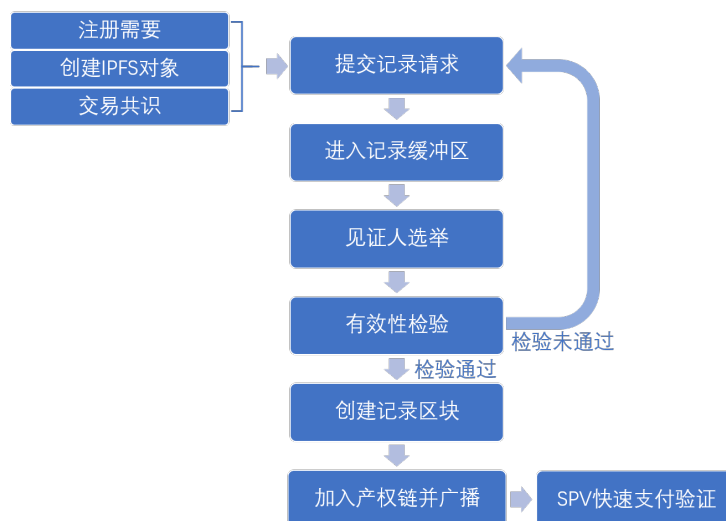 注册需要
创建IPFS对象
交易共识
提交记录请求
进入记录缓冲区
见证人选举
有效性检验
检验未通过
检验通过
创建记录区块
加入产权链并广播
SPV快速支付验证